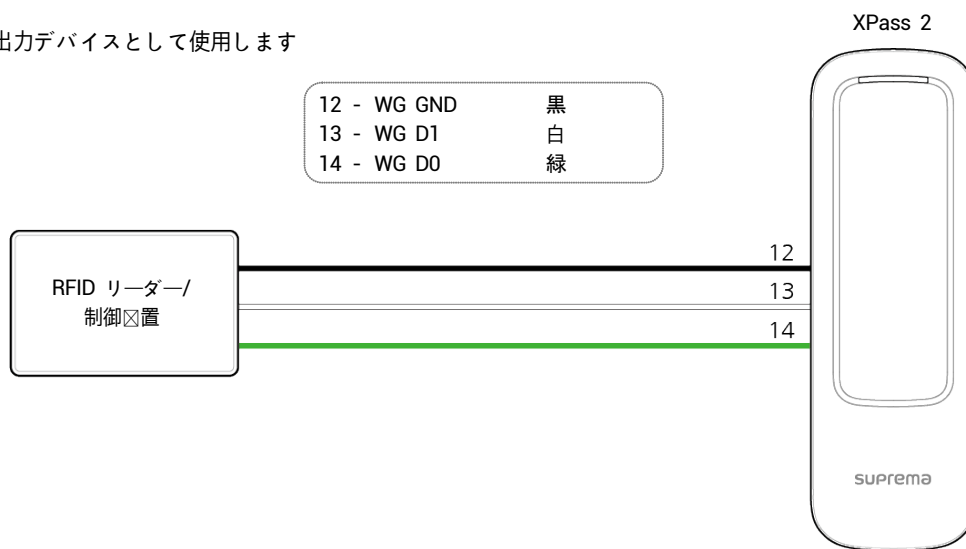 XPass 2
出力デバイスとして使用します
12 - WG GND 黒
13 - WG D1 白
14 - WG D0 緑
12
RFID リーダー/
制御⊠置
13
14
suprema